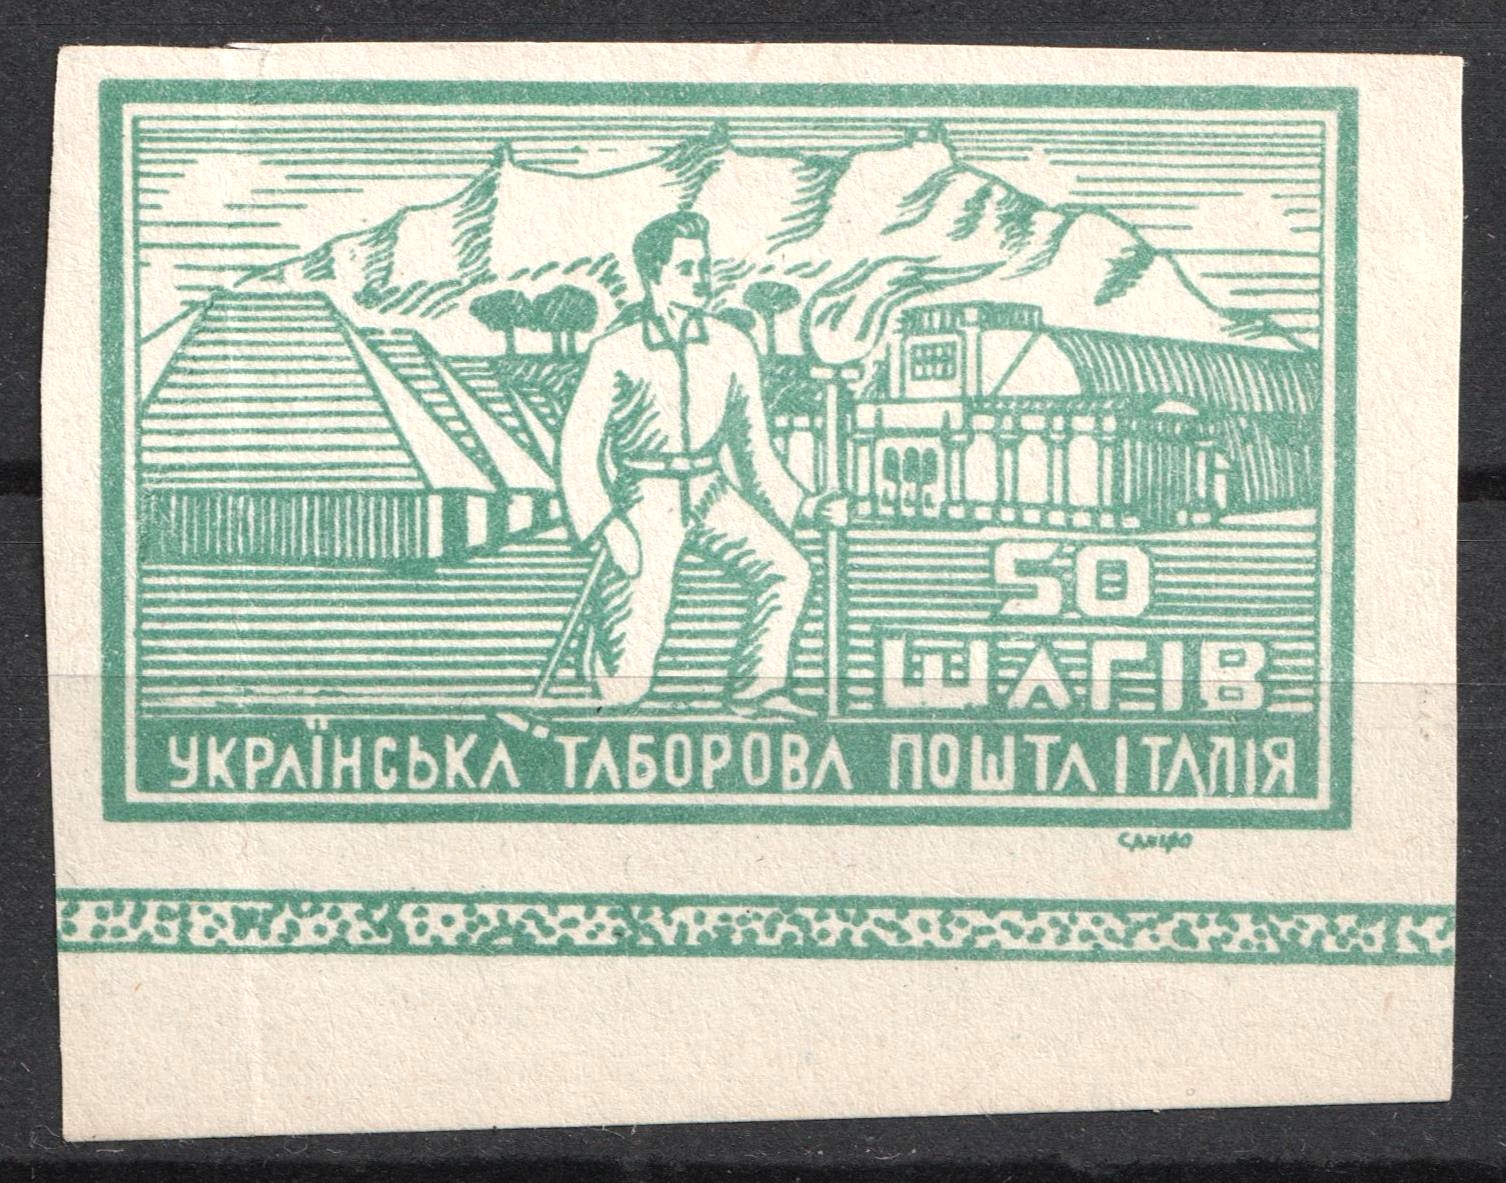 50
ШАГІВ
УКРАЇНСЬКА ТАБОРОВА ПОШТА ІТАЛІЯ